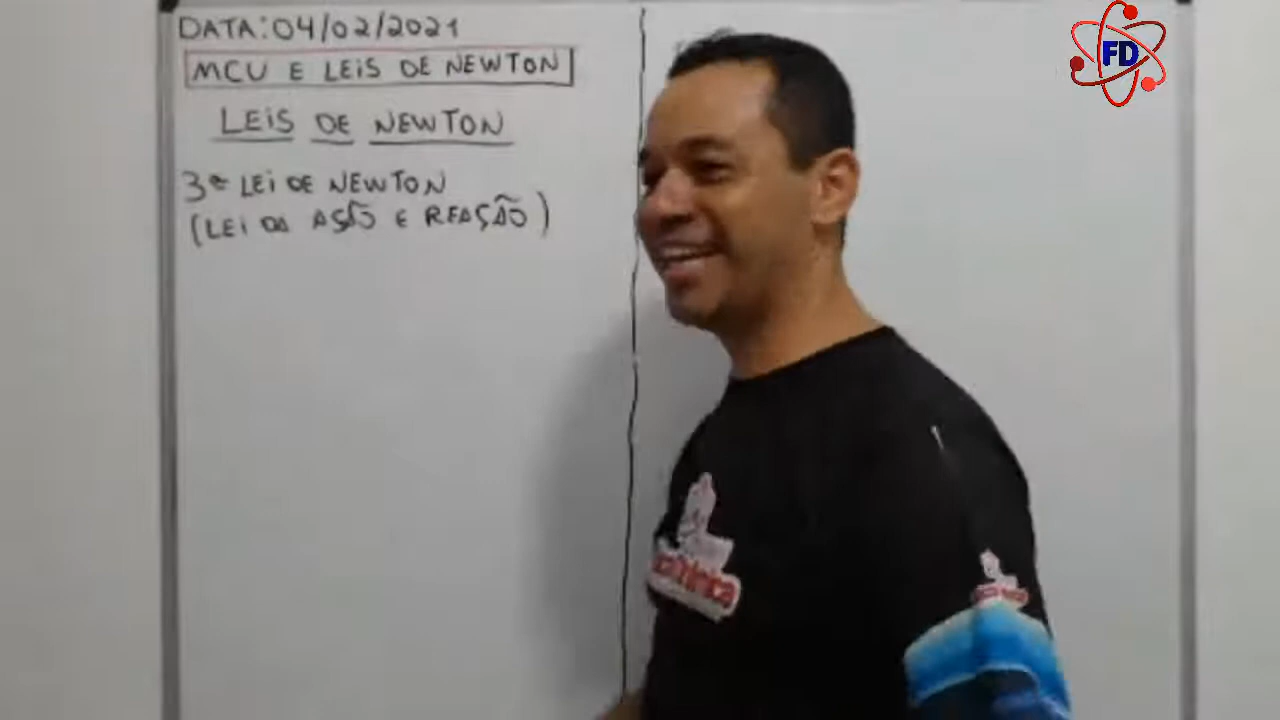 DATA: 04/02/2021
MCU E LEIS DE NEWTON
LEIS DE NEWTON
3ª LEI DE NEWTON
(LEI DA AÇÃO E REAÇÃO)
FD